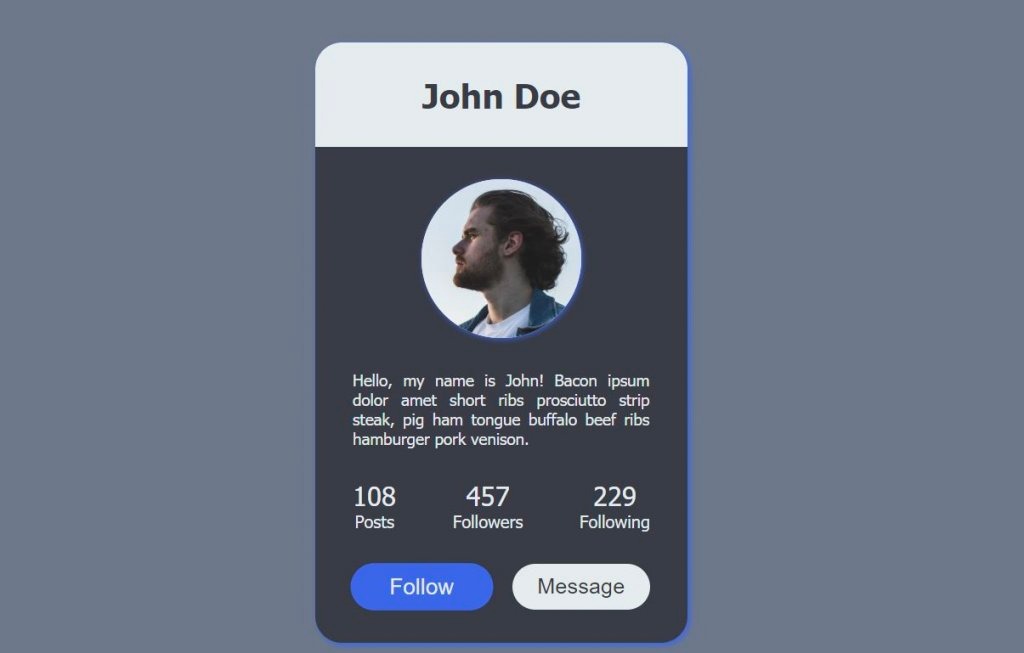 John Doe
Hello, my name is John! Bacon ipsum
dolor amet short ribs prosciutto strip
steak, pig ham tongue buffalo beef ribs
hamburger pork venison.
108 457 229
Posts Followers Following
Follow Message